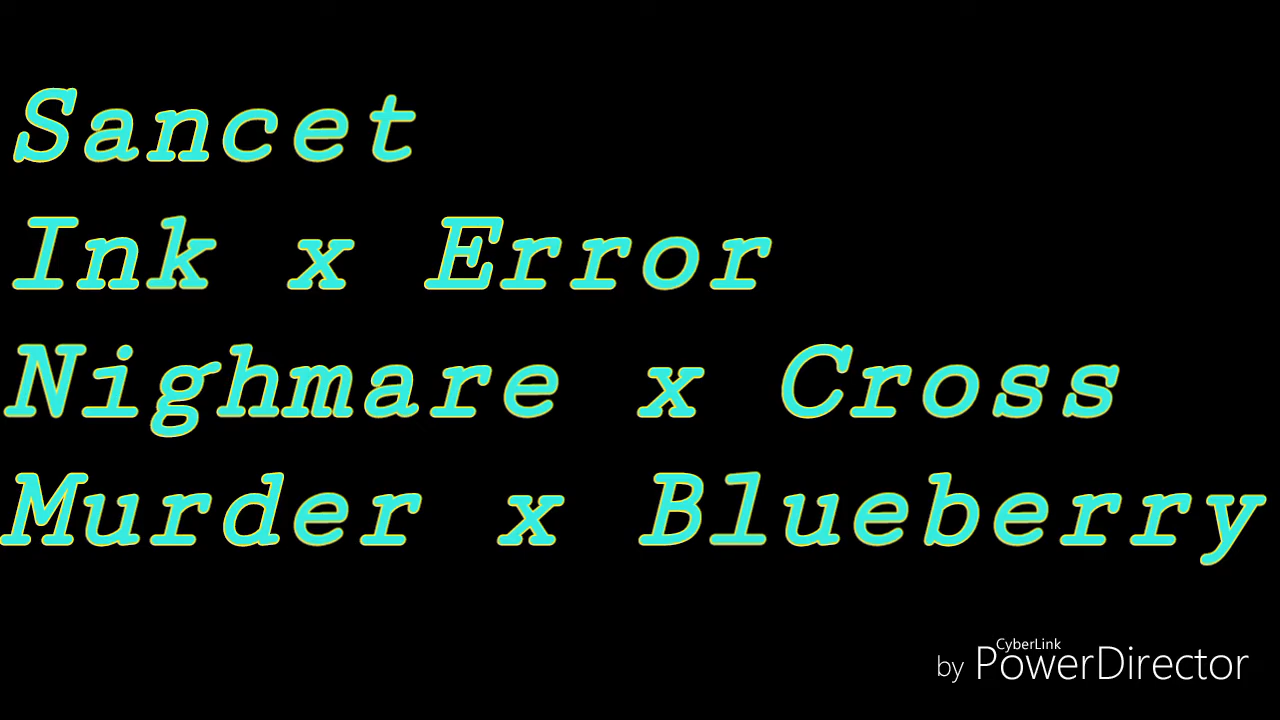 Sancet
Ink x Error
Nighmare x Cross
Murder x Blueberry
CyberLink
by PowerDirector